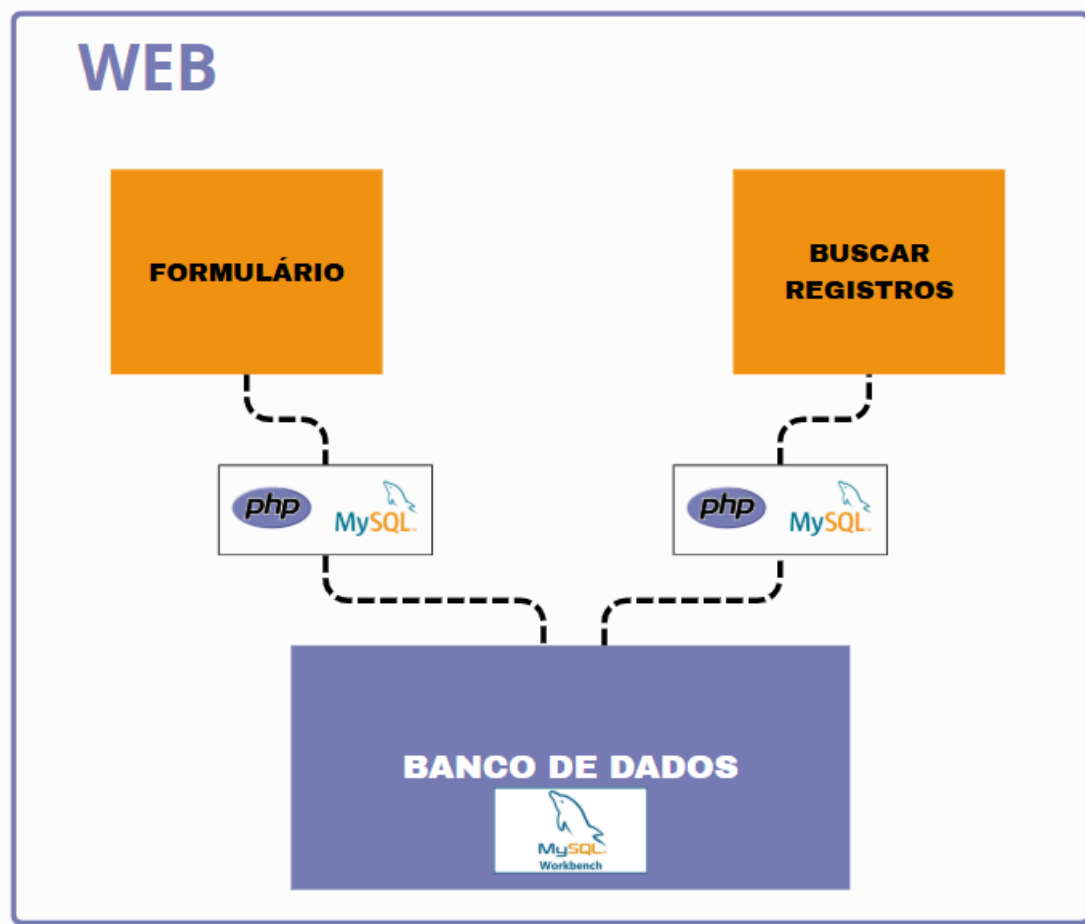 WEB
FORMULÁRIO
BUSCAR
REGISTROS
php
MySQL
php
MySQL
BANCO DE DADOS
MySQL
Workbench